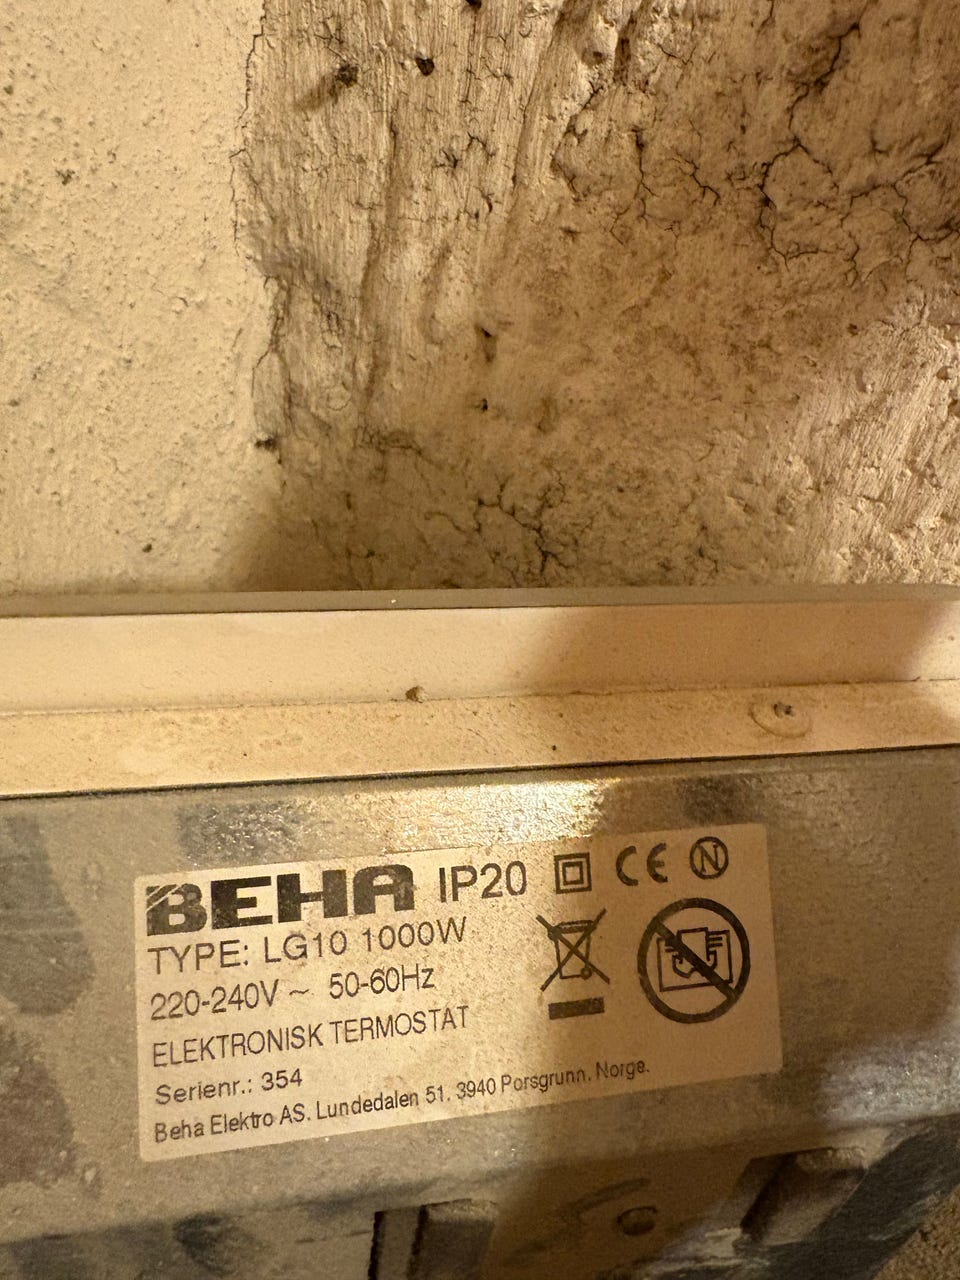 BEHA IP20 CE N
TYPE: LG10 1000W
220-240V ~ 50-60Hz
ELEKTRONISK TERMOSTAT
Serienr.: 354
Beha Elektro AS. Lundedalen 51. 3940 Porsgrunn. Norge.